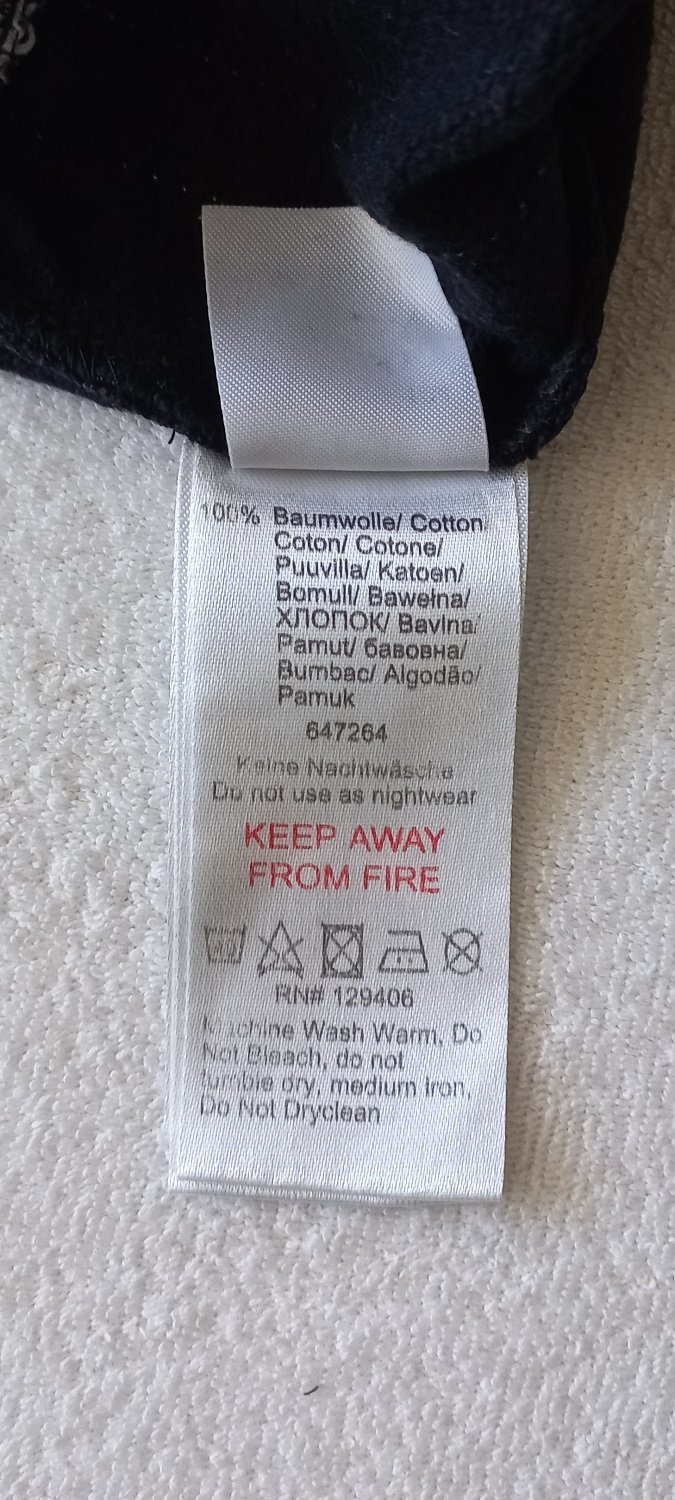 100% Baumwolle/ Cotton
Coton/ Cotone/
Puuvilla/ Katoen/
Bomull/ Bawełna/
ХЛОПОК/ Bavlna/
Pamut/ бавовна/
Bumbac/ Algodão/
Pamuk
647264
Keine Nachtwäsche
Do not use as nightwear
KEEP AWAY
FROM FIRE
RN# 129406
Machine Wash Warm, Do
Not Bleach, do not
tumble dry, medium iron,
Do Not Dryclean